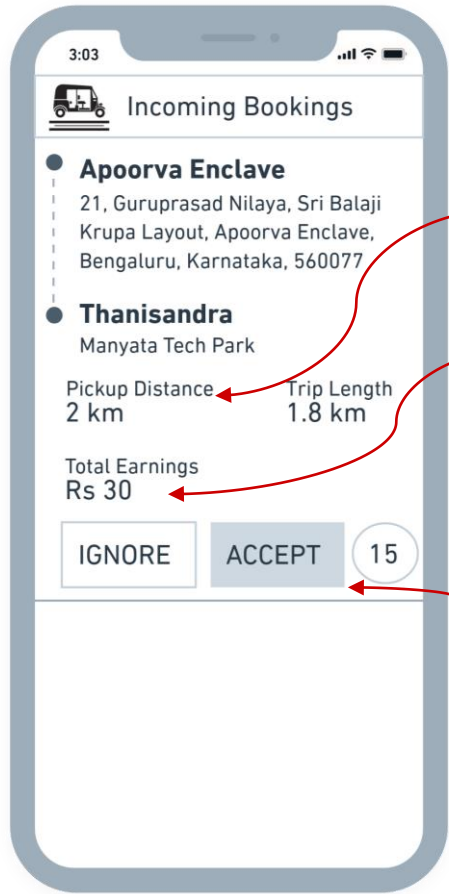 3:03
Incoming Bookings
Apoorva Enclave
21, Guruprasad Nilaya, Sri Balaji
Krupa Layout, Apoorva Enclave,
Bengaluru, Karnataka, 560077
Thanisandra
Manyata Tech Park
Pickup Distance Trip Length
2 km 1.8 km
Total Earnings
Rs 30
IGNORE ACCEPT 15